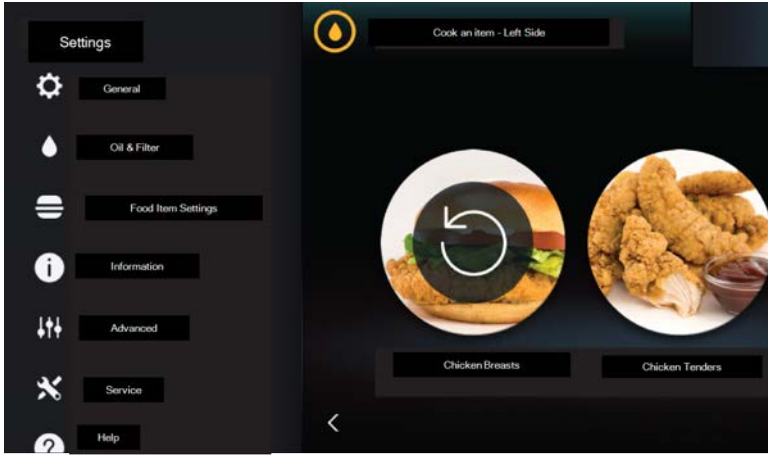 Settings
General
Oil & Filter
Food Item Settings
Information
Advanced
Service
Help
Cook an item - Left Side
Chicken Breasts
Chicken Tenders